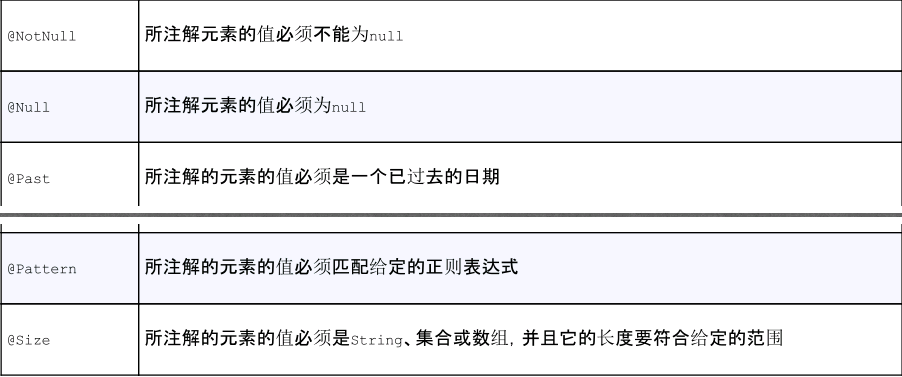 @NotNull 所注解元素的值必须不能为null
@Null 所注解元素的值必须为null
@Past 所注解的元素的值必须是一个已过去的日期
@Pattern 所注解的元素的值必须匹配给定的正则表达式
@Size 所注解的元素的值必须是String、集合或数组，并且它的长度要符合给定的范围